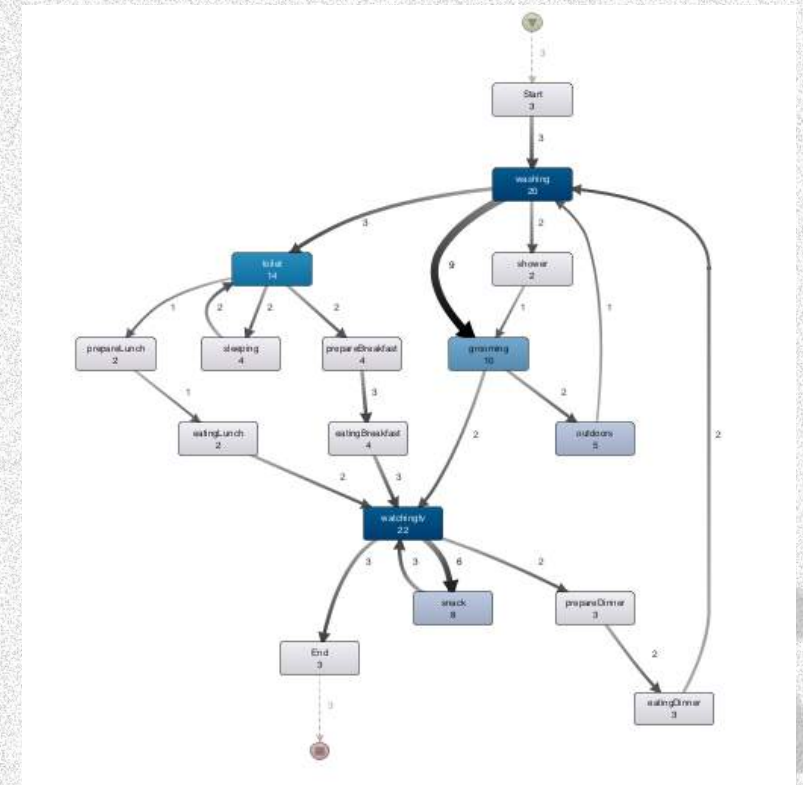 3
Start
3
3
washing
20
3
9
2
toilet
14
shower
2
1
2
2
2
1
1
prepareLunch
2
sleeping
4
prepareBreakfast
4
grooming
10
1
3
2
2
2
eatingLunch
2
eatingBreakfast
4
outdoors
5
2
3
watchingtv
22
3
3
6
2
snack
8
prepareDinner
3
End
3
2
3
eatingDinner
3